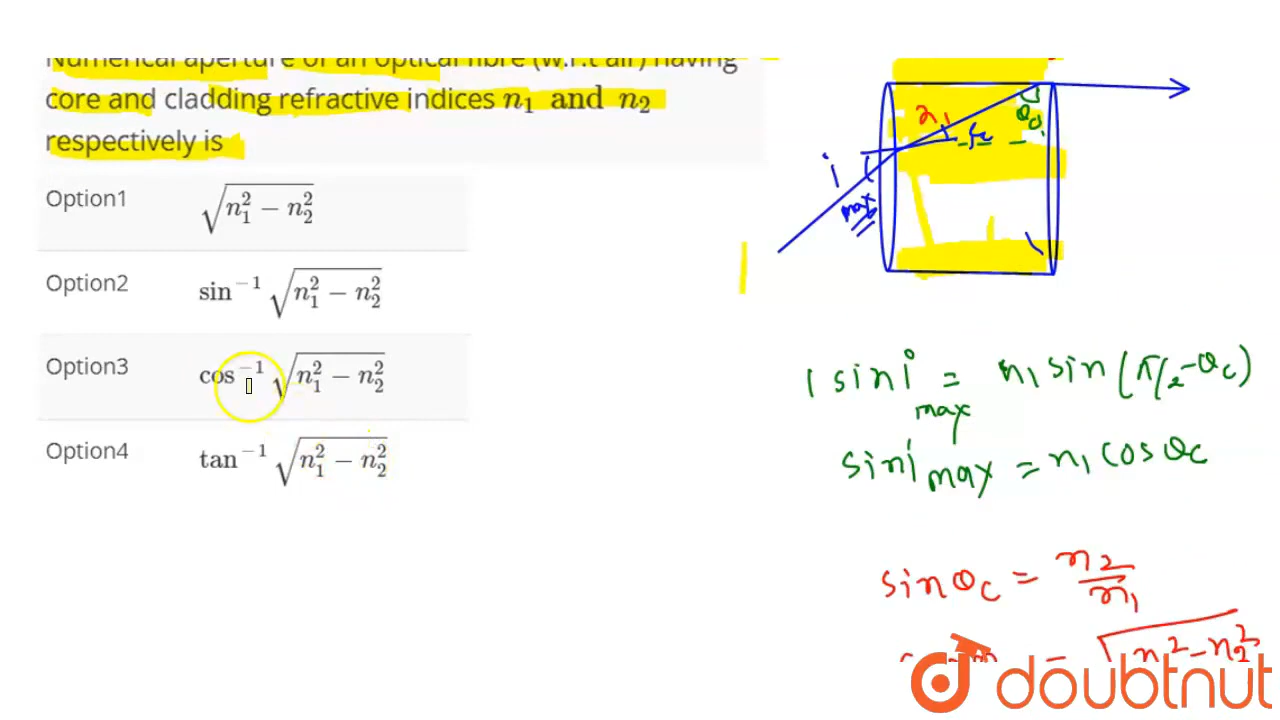 Numerical aperture of an optical fibre (w.r.t air) having
core and cladding refractive indices n₁ and n₂
respectively is
Option1 √(n₁² − n₂²)
Option2 sin⁻¹ √(n₁² − n₂²)
Option3 cos⁻¹ √(n₁² − n₂²)
Option4 tan⁻¹ √(n₁² − n₂²)
i
max
θc
1 sin i max = n₁ sin (π/2 − θc)
sin i max = n₁ cos θc
sin θc = n₂/n₁
= √(n² − n₂²
doubtnut